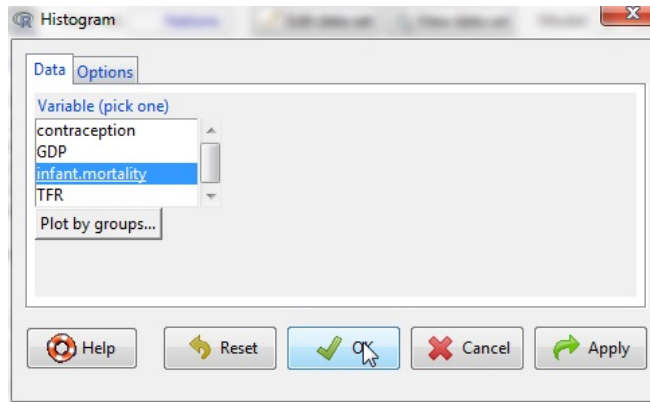 Histogram
Data Options
Variable (pick one)
contraception
GDP
infant.mortality
TFR
Plot by groups...
Help Reset OK Cancel Apply